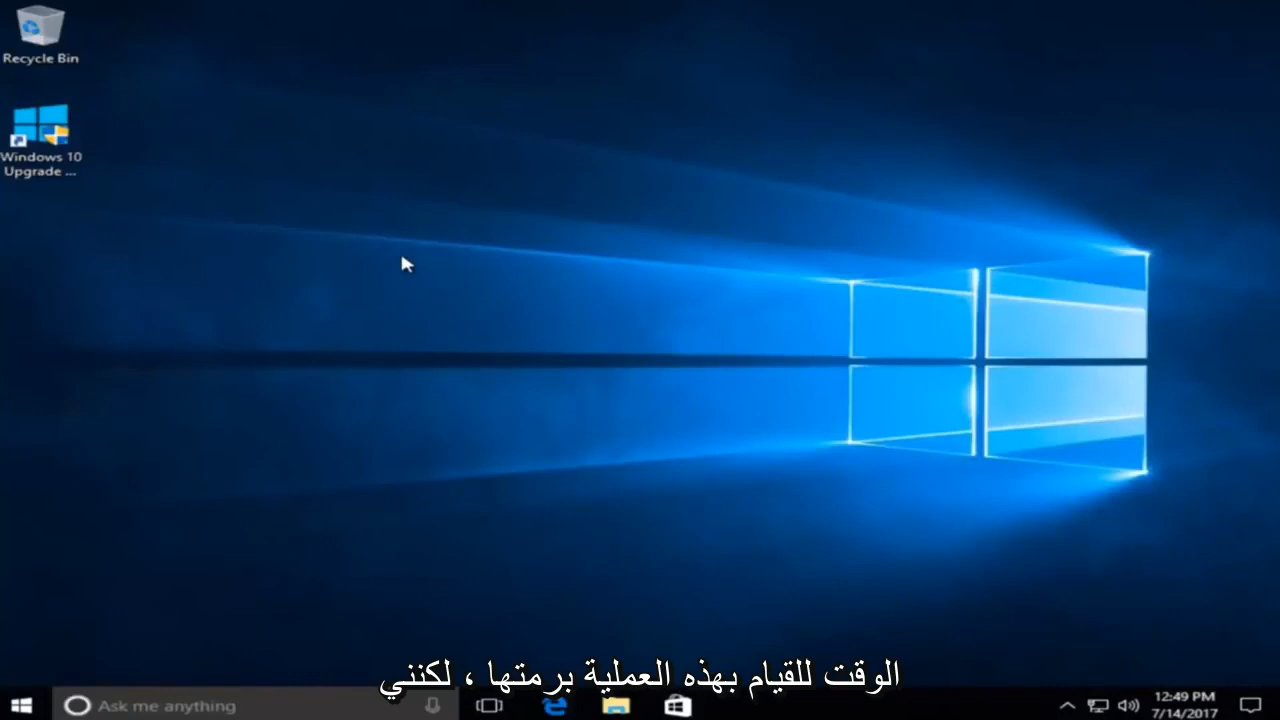 Recycle Bin
Windows 10
Upgrade ...
الوقت للقيام بهذه العملية برمتها ، لكنني
Ask me anything
12:49 PM
7/14/2017